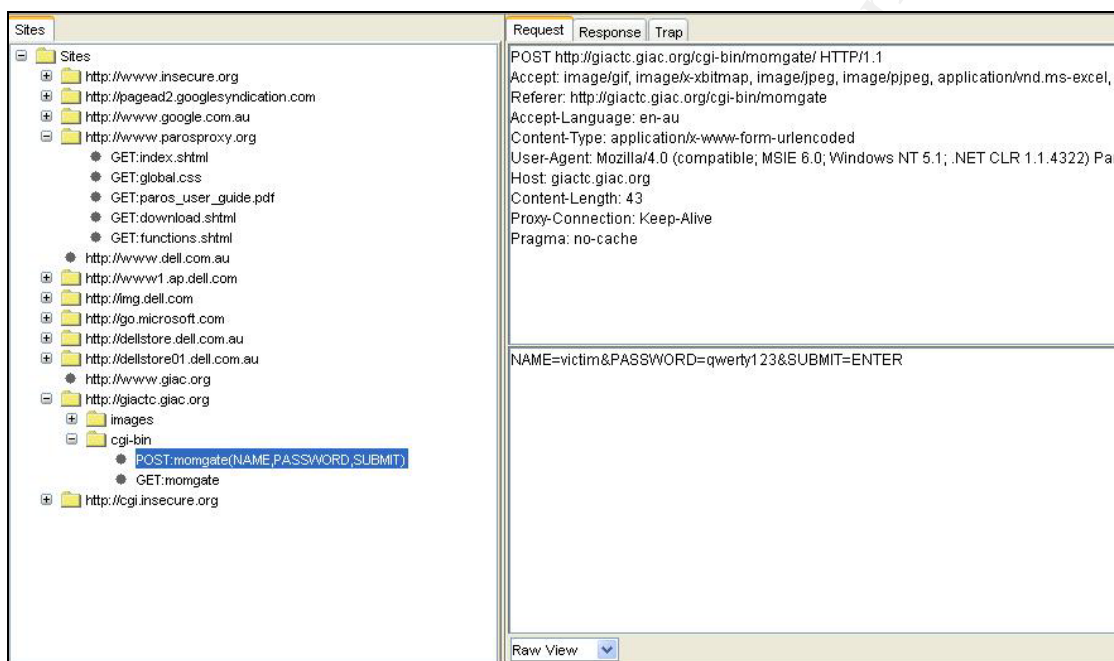 Sites
Sites
http://www.insecure.org
http://pagead2.googlesyndication.com
http://www.google.com.au
http://www.parosproxy.org
GET:index.shtml
GET:global.css
GET:paros_user_guide.pdf
GET:download.shtml
GET:functions.shtml
http://www.dell.com.au
http://www1.ap.dell.com
http://img.dell.com
http://go.microsoft.com
http://dellstore.dell.com.au
http://dellstore01.dell.com.au
http://www.giac.org
http://giactc.giac.org
images
cgi-bin
POST:momgate(NAME,PASSWORD,SUBMIT)
GET:momgate
http://cgi.insecure.org
Request Response Trap
POST http://giactc.giac.org/cgi-bin/momgate/ HTTP/1.1
Accept: image/gif, image/x-xbitmap, image/jpeg, image/pjpeg, application/vnd.ms-excel,
Referer: http://giactc.giac.org/cgi-bin/momgate
Accept-Language: en-au
Content-Type: application/x-www-form-urlencoded
User-Agent: Mozilla/4.0 (compatible; MSIE 6.0; Windows NT 5.1; .NET CLR 1.1.4322) Pa
Host: giactc.giac.org
Content-Length: 43
Proxy-Connection: Keep-Alive
Pragma: no-cache
NAME=victim&PASSWORD=qwerty123&SUBMIT=ENTER
Raw View